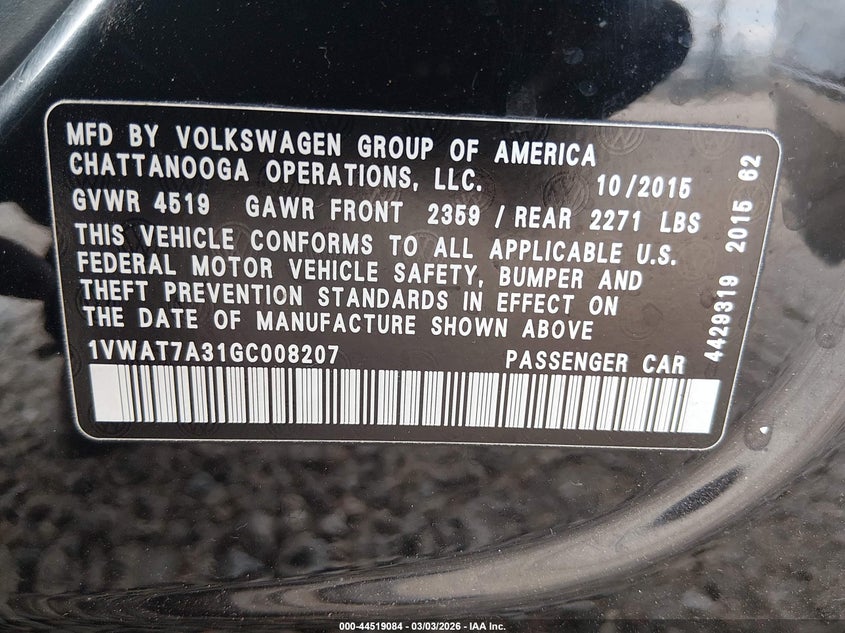 MFD BY VOLKSWAGEN GROUP OF AMERICA
CHATTANOOGA OPERATIONS, LLC. 10/2015
GVWR 4519 GAWR FRONT 2359 / REAR 2271 LBS
THIS VEHICLE CONFORMS TO ALL APPLICABLE U.S.
FEDERAL MOTOR VEHICLE SAFETY, BUMPER AND
THEFT PREVENTION STANDARDS IN EFFECT ON
THE DATE OF MANUFACTURE SHOWN ABOVE
1VWAT7A31GC008207 PASSENGER CAR
4429319 2015 62
000-44519084 - 03/03/2026 - IAA Inc.